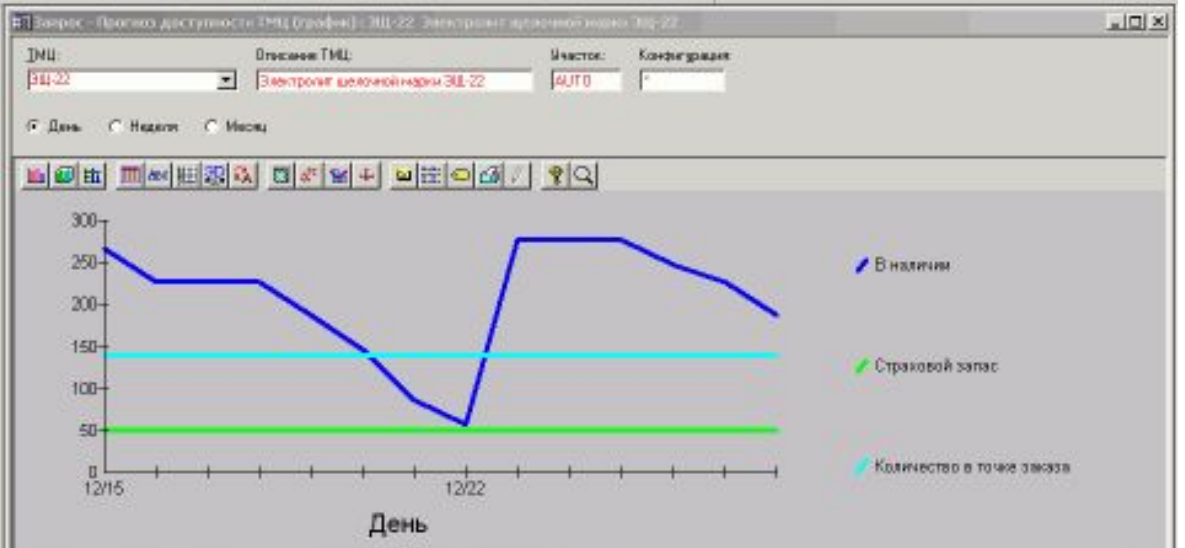 Запрос - Прогноз доступности ТМЦ (график) : ЭЩ-22 Электролит щелочной марки ЭЩ-22
ТМЦ: Описание ТМЦ: Участок: Конфигурация:
ЭЩ-22 Электролит щелочной марки ЭЩ-22 AUTO *
День Неделя Месяц
300
250
В наличии
200
150
Страховой запас
100
50
0
Количество в точке заказа
12/15 12/22
День